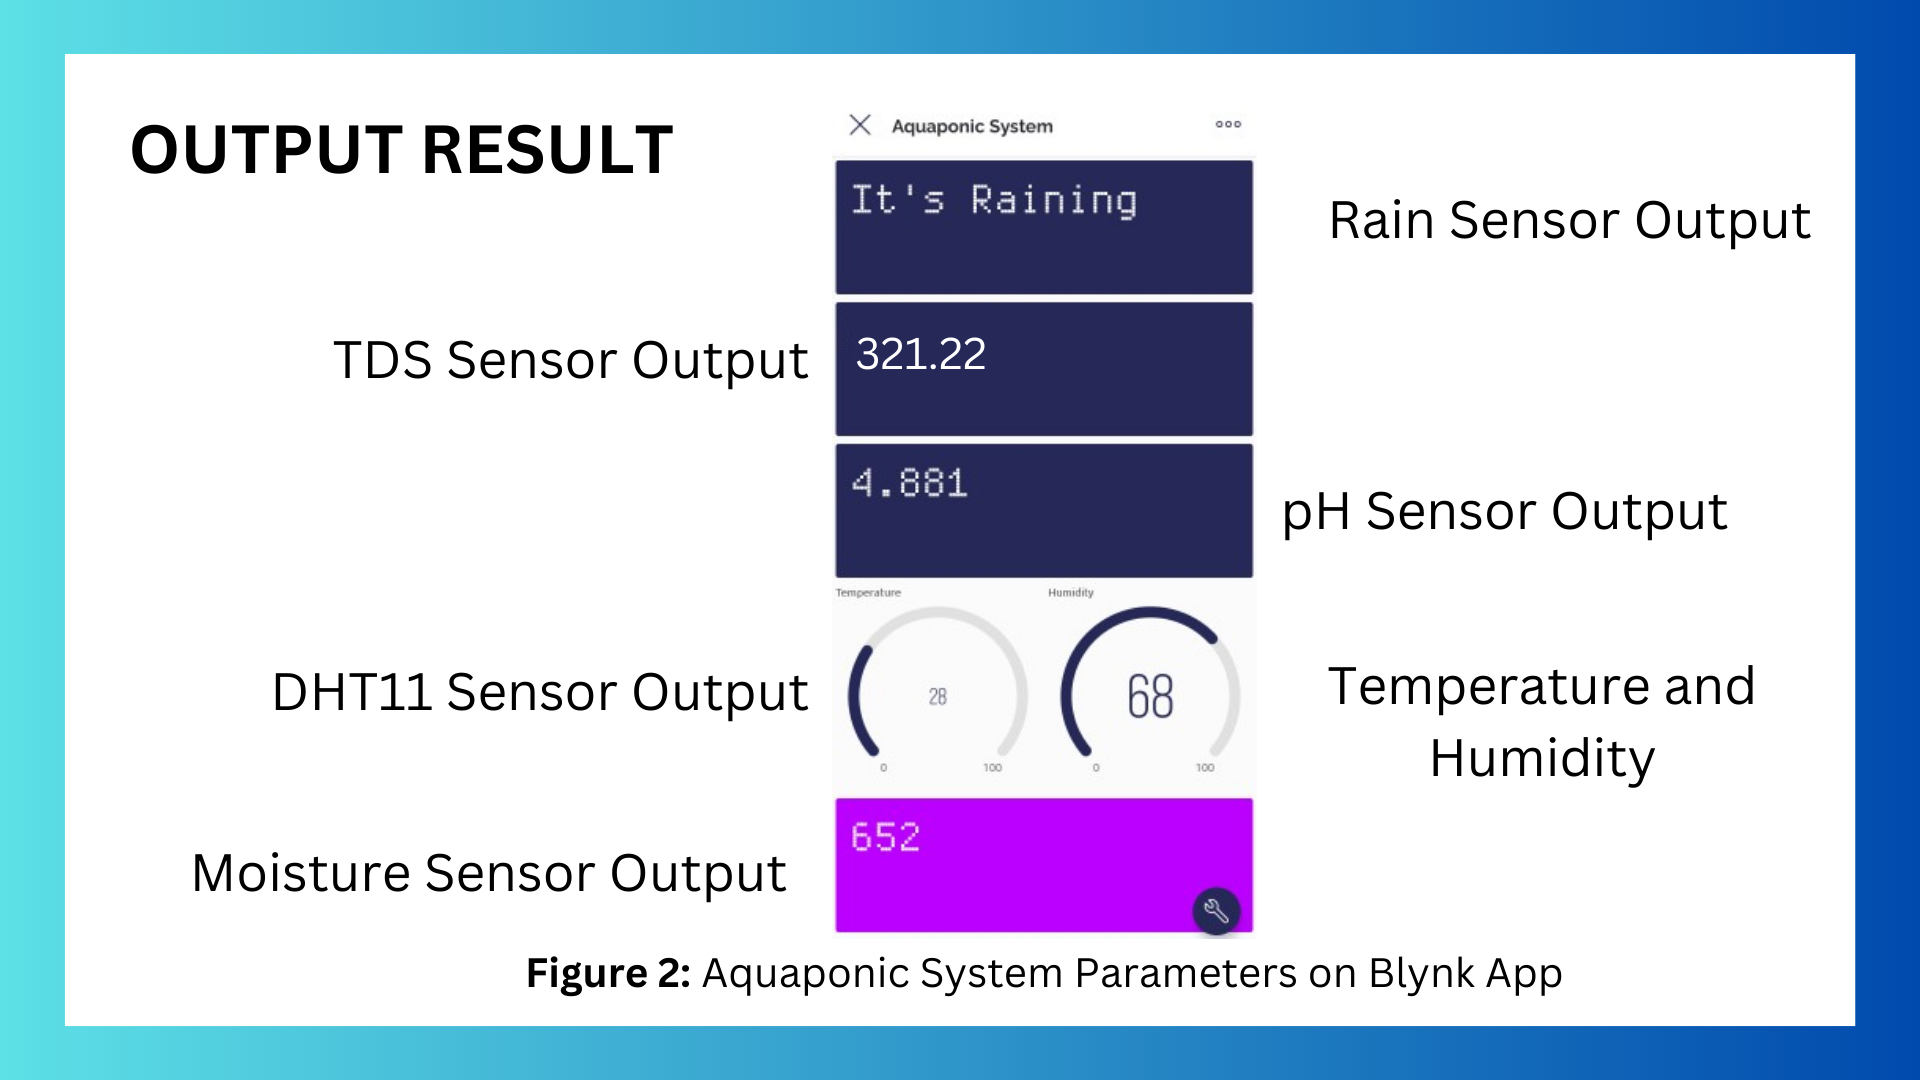 OUTPUT RESULT
Aquaponic System
It's Raining
Rain Sensor Output
TDS Sensor Output
321.22
4.881
pH Sensor Output
Temperature
Humidity
DHT11 Sensor Output
28
68
0
100
0
100
Temperature and
Humidity
652
Moisture Sensor Output
Figure 2: Aquaponic System Parameters on Blynk App